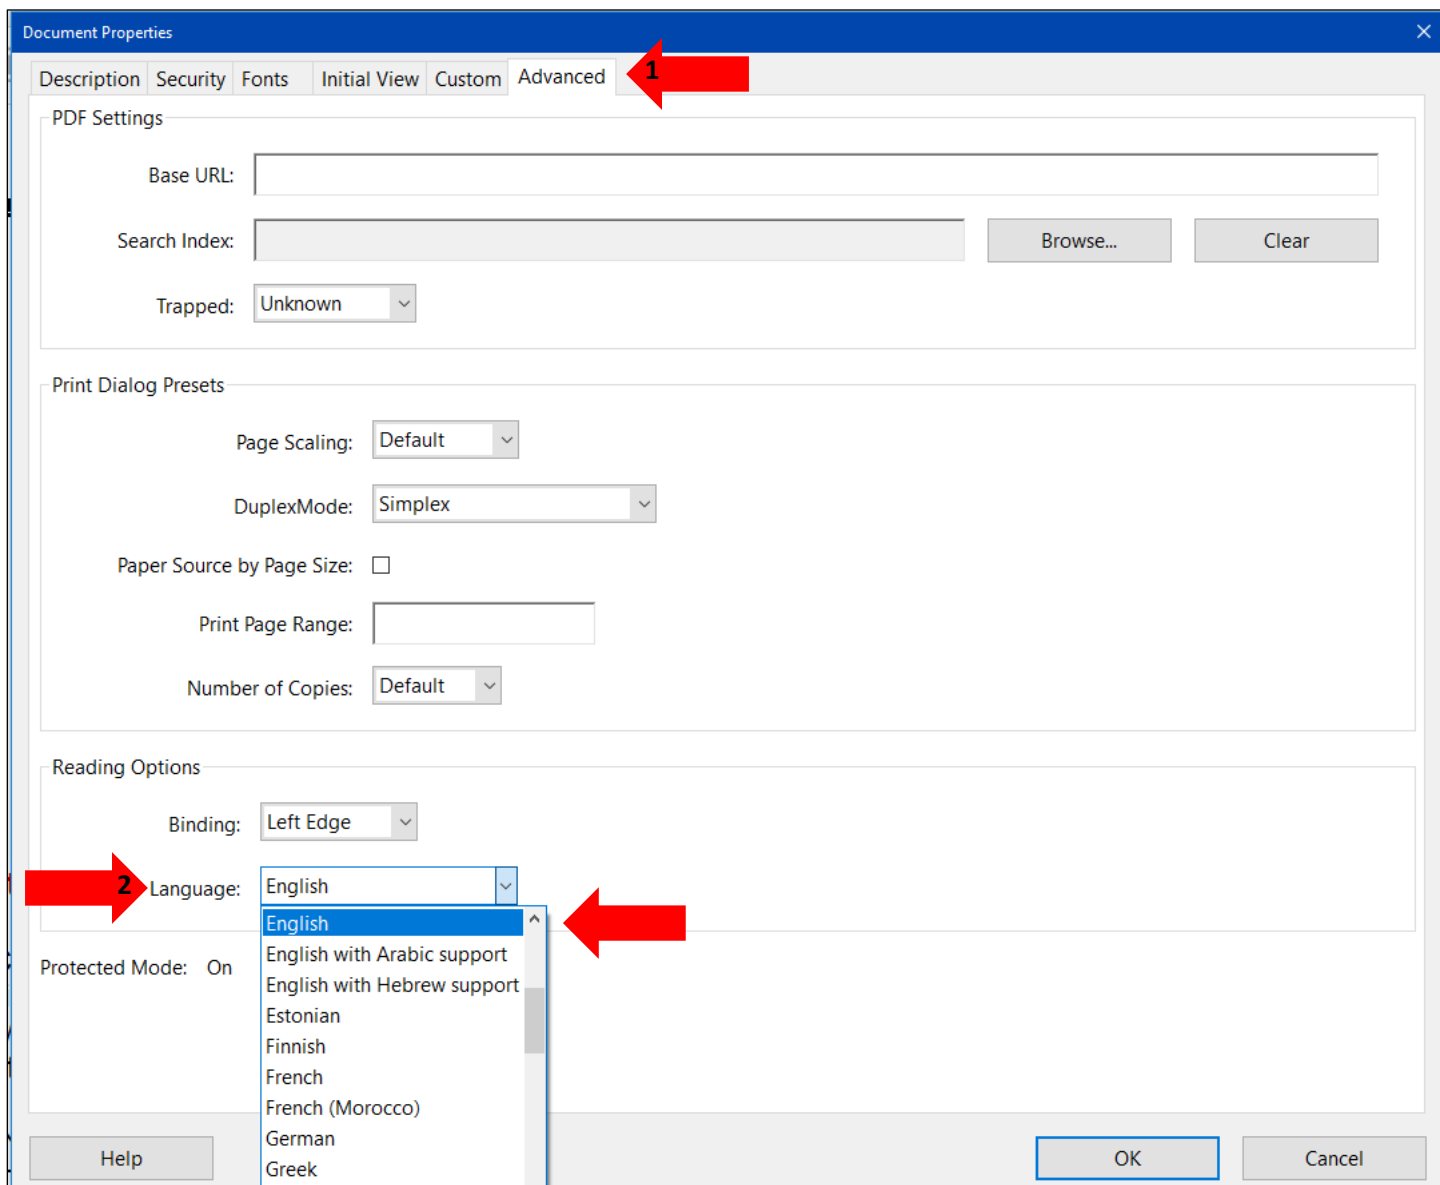 Document Properties
Description Security Fonts Initial View Custom Advanced 1
PDF Settings
Base URL:
Search Index: Browse... Clear
Trapped: Unknown
Print Dialog Presets
Page Scaling: Default
DuplexMode: Simplex
Paper Source by Page Size:
Print Page Range:
Number of Copies: Default
Reading Options
Binding: Left Edge
2 Language: English
English
English with Arabic support
English with Hebrew support
Protected Mode: On
Estonian
Finnish
French
French (Morocco)
German
Greek
Help OK Cancel